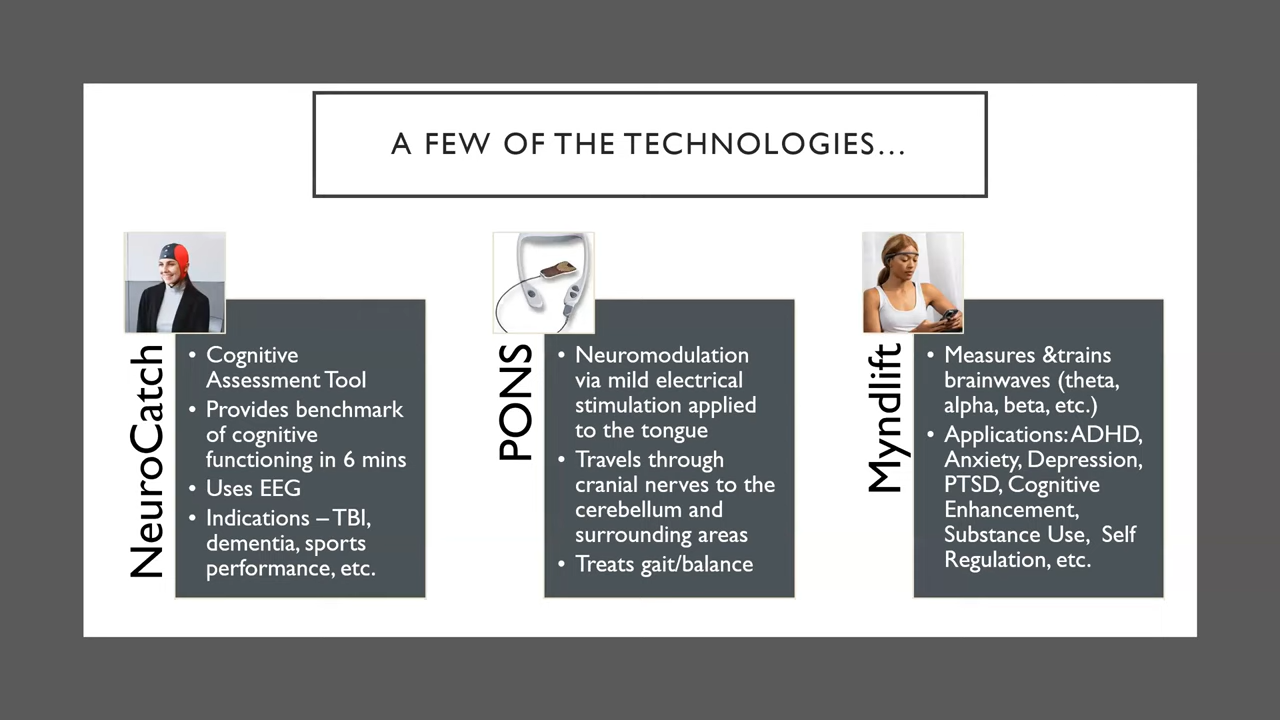 A FEW OF THE TECHNOLOGIES...
NeuroCatch
• Cognitive
Assessment Tool
• Provides benchmark
of cognitive
functioning in 6 mins
• Uses EEG
• Indications – TBI,
dementia, sports
performance, etc.
PONS
• Neuromodulation
via mild electrical
stimulation applied
to the tongue
• Travels through
cranial nerves to the
cerebellum and
surrounding areas
• Treats gait/balance
Myndlift
• Measures &trains
brainwaves (theta,
alpha, beta, etc.)
• Applications: ADHD,
Anxiety, Depression,
PTSD, Cognitive
Enhancement,
Substance Use, Self
Regulation, etc.